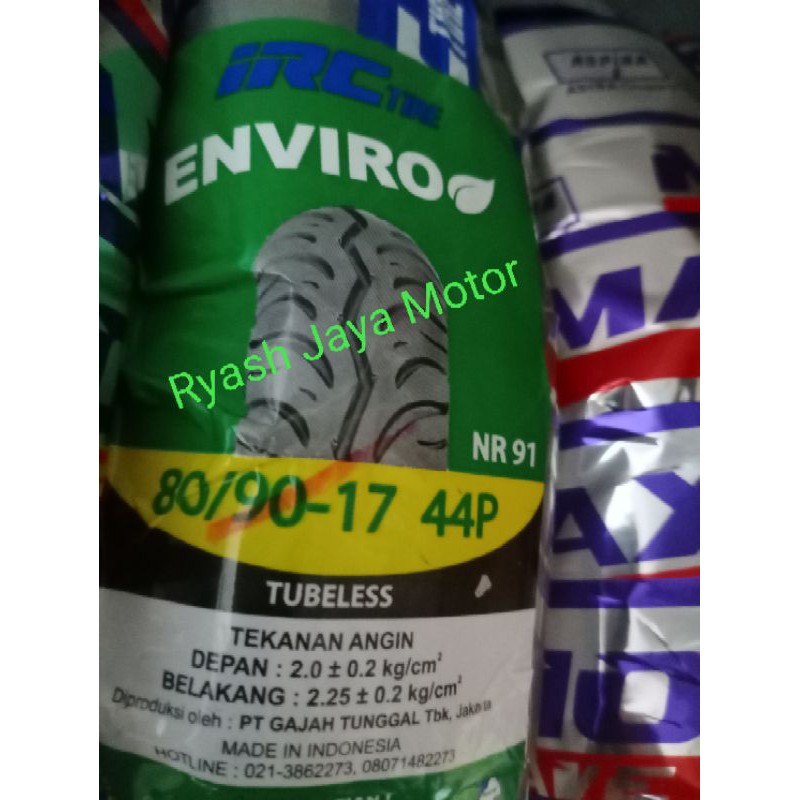 iRC TIRE
ENVIRO
Ryash Jaya Motor
NR 91
80/90-17 44P
TUBELESS
TEKANAN ANGIN
DEPAN : 2.0 ± 0.2 kg/cm²
BELAKANG : 2.25 ± 0.2 kg/cm²
Diproduksi oleh : PT GAJAH TUNGGAL Tbk, Jakarta
MADE IN INDONESIA
HOTLINE : 021-3862273, 08071482273
ASPIRA